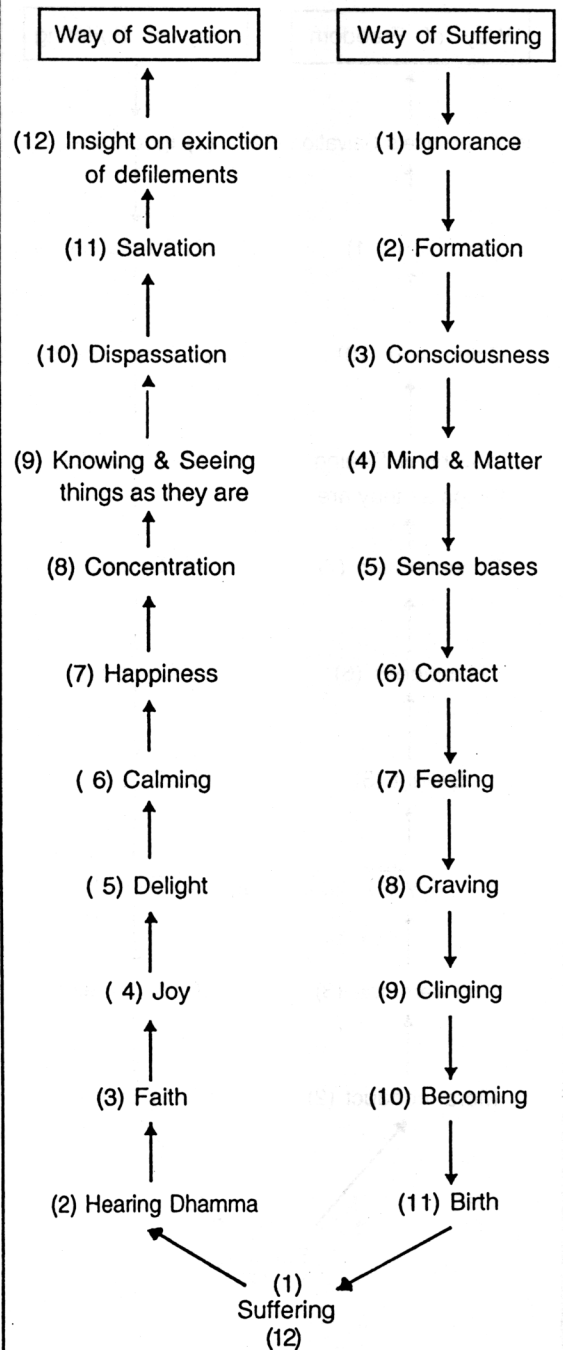 Way of Salvation
(12) Insight on exinction
of defilements
(11) Salvation
(10) Dispassation
(9) Knowing & Seeing
things as they are
(8) Concentration
(7) Happiness
( 6) Calming
( 5) Delight
( 4) Joy
(3) Faith
(2) Hearing Dhamma
Way of Suffering
(1) Ignorance
(2) Formation
(3) Consciousness
(4) Mind & Matter
(5) Sense bases
(6) Contact
(7) Feeling
(8) Craving
(9) Clinging
(10) Becoming
(11) Birth
(1)
Suffering
(12)